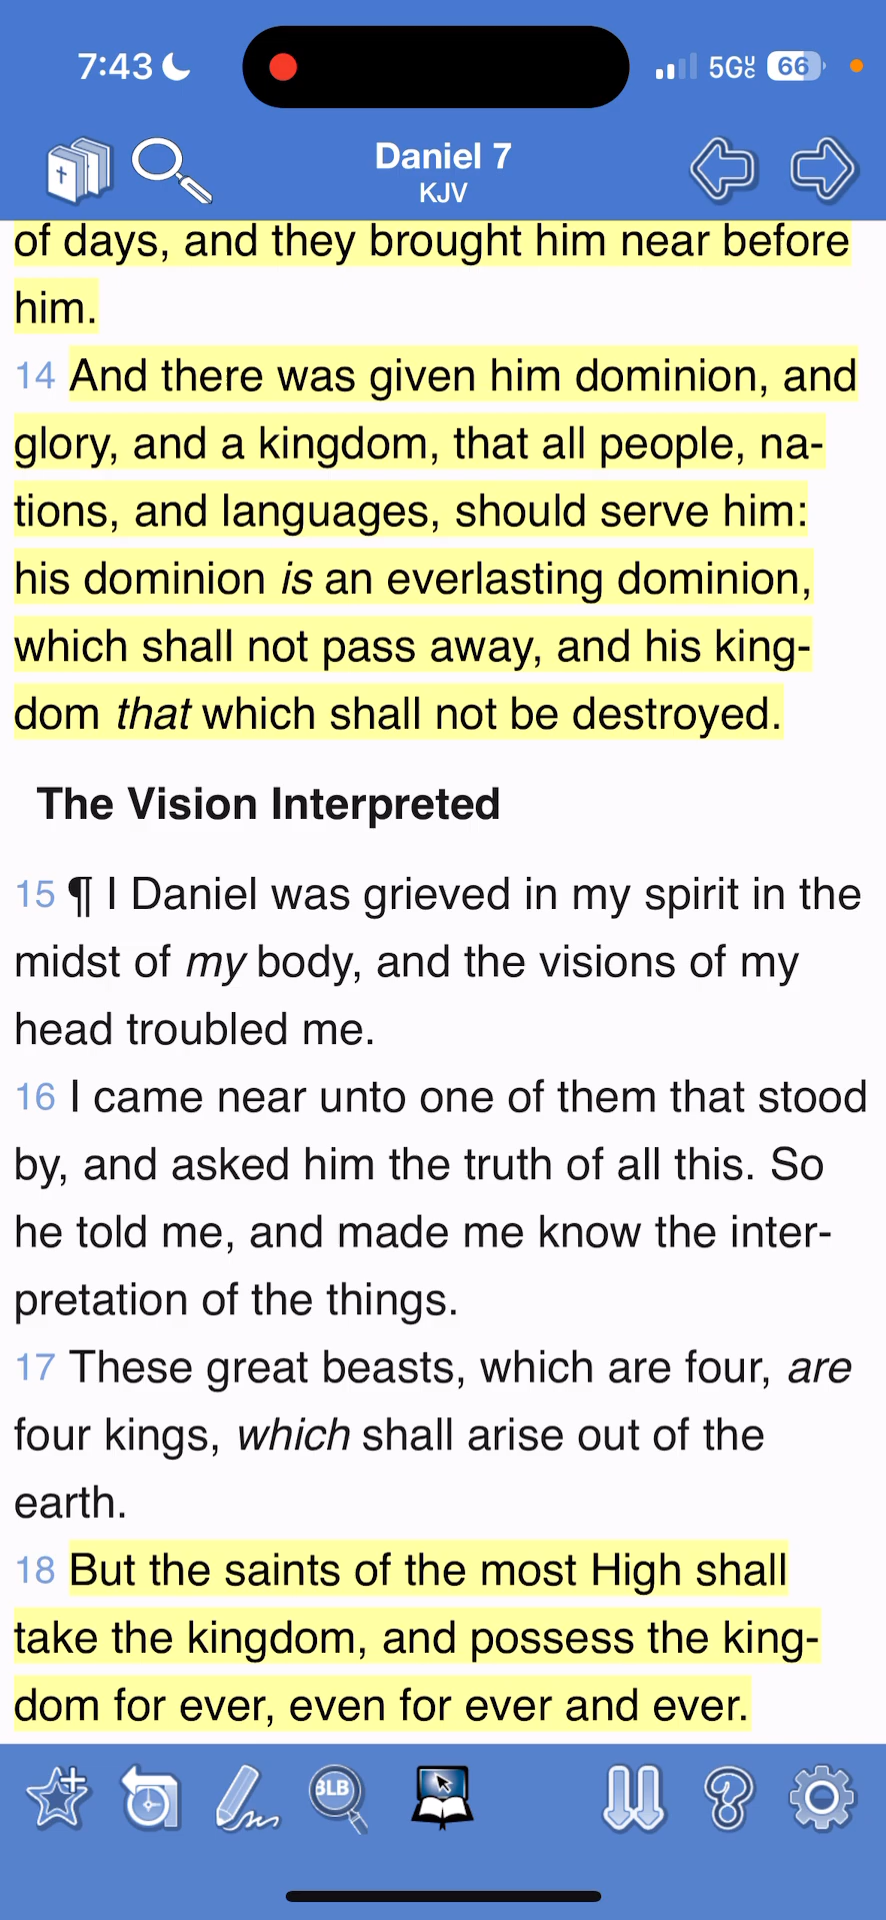 7:43
5GUC 66
Daniel 7
KJV
of days, and they brought him near before
him.
14 And there was given him dominion, and
glory, and a kingdom, that all people, na-
tions, and languages, should serve him:
his dominion is an everlasting dominion,
which shall not pass away, and his king-
dom that which shall not be destroyed.
The Vision Interpreted
15 ¶ I Daniel was grieved in my spirit in the
midst of my body, and the visions of my
head troubled me.
16 I came near unto one of them that stood
by, and asked him the truth of all this. So
he told me, and made me know the inter-
pretation of the things.
17 These great beasts, which are four, are
four kings, which shall arise out of the
earth.
18 But the saints of the most High shall
take the kingdom, and possess the king-
dom for ever, even for ever and ever.
BLB